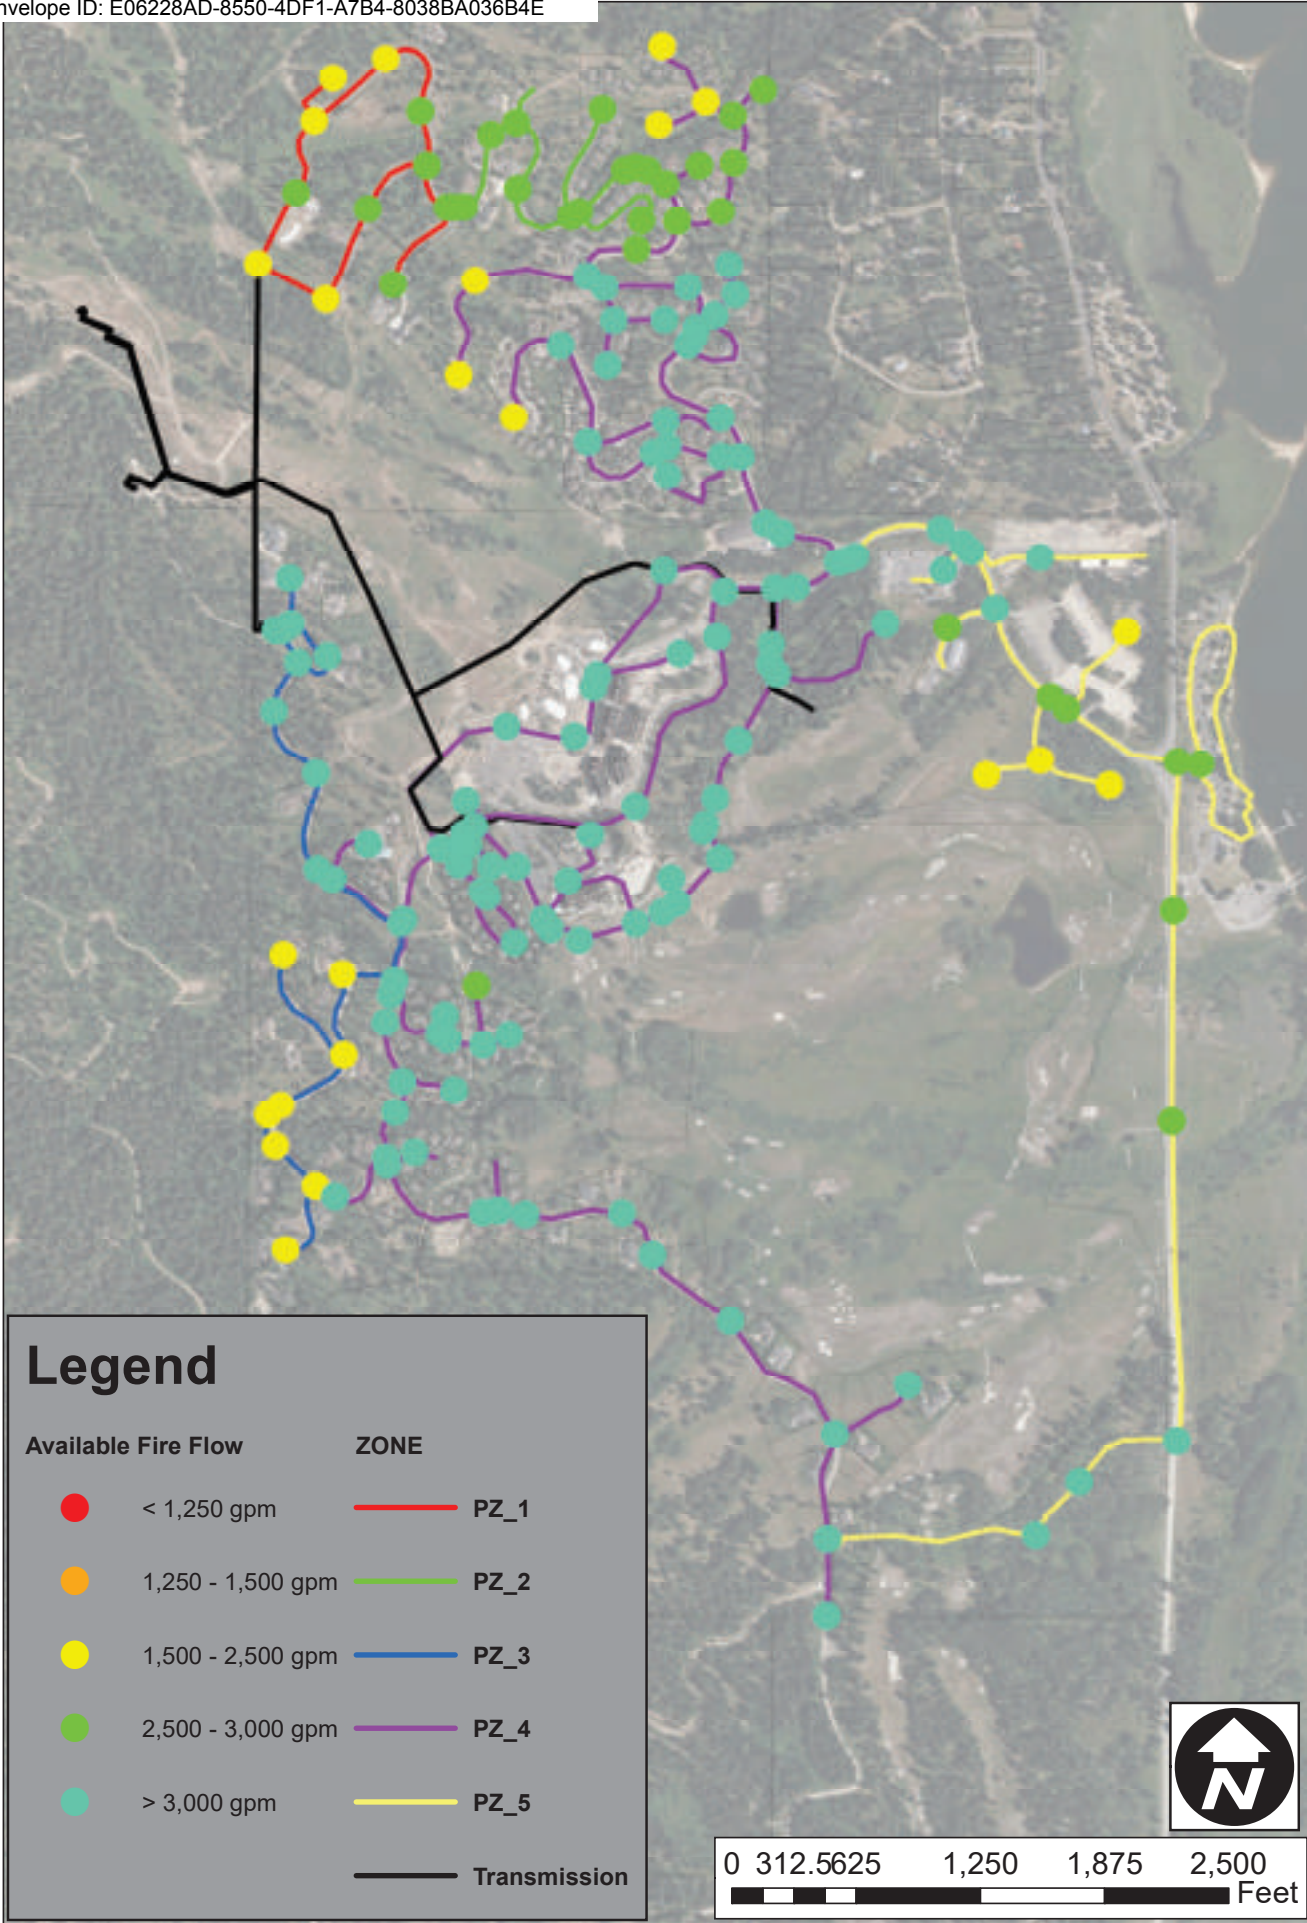 nvelope ID: E06228AD-8550-4DF1-A7B4-8038BA036B4E
Legend
Available Fire Flow ZONE
< 1,250 gpm PZ_1
1,250 - 1,500 gpm PZ_2
1,500 - 2,500 gpm PZ_3
2,500 - 3,000 gpm PZ_4
> 3,000 gpm PZ_5
Transmission
N
0 312.5625 1,250 1,875 2,500
Feet